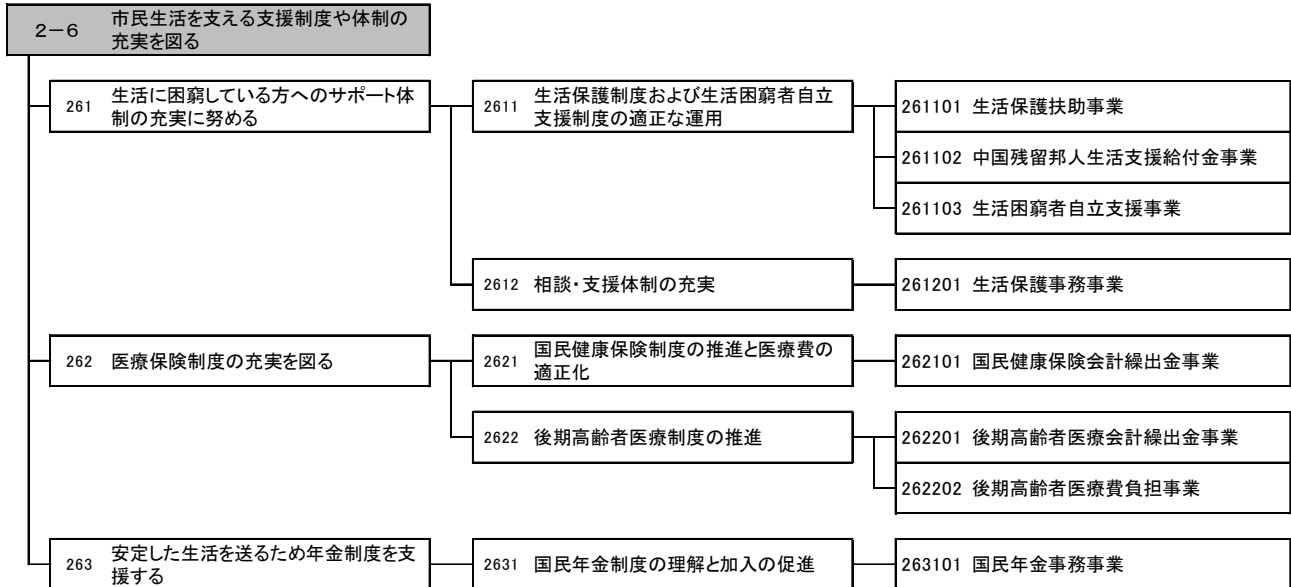 2-6 市民生活を支える支援制度や体制の
充実を図る
261 生活に困窮している方へのサポート体
制の充実に努める
2611 生活保護制度および生活困窮者自立
支援制度の適正な運用
261101 生活保護扶助事業
261102 中国残留邦人生活支援給付金事業
261103 生活困窮者自立支援事業
2612 相談・支援体制の充実
261201 生活保護事務事業
262 医療保険制度の充実を図る
2621 国民健康保険制度の推進と医療費の
適正化
262101 国民健康保険会計繰出金事業
2622 後期高齢者医療制度の推進
262201 後期高齢者医療会計繰出金事業
262202 後期高齢者医療費負担事業
263 安定した生活を送るため年金制度を支
援する
2631 国民年金制度の理解と加入の促進
263101 国民年金事務事業